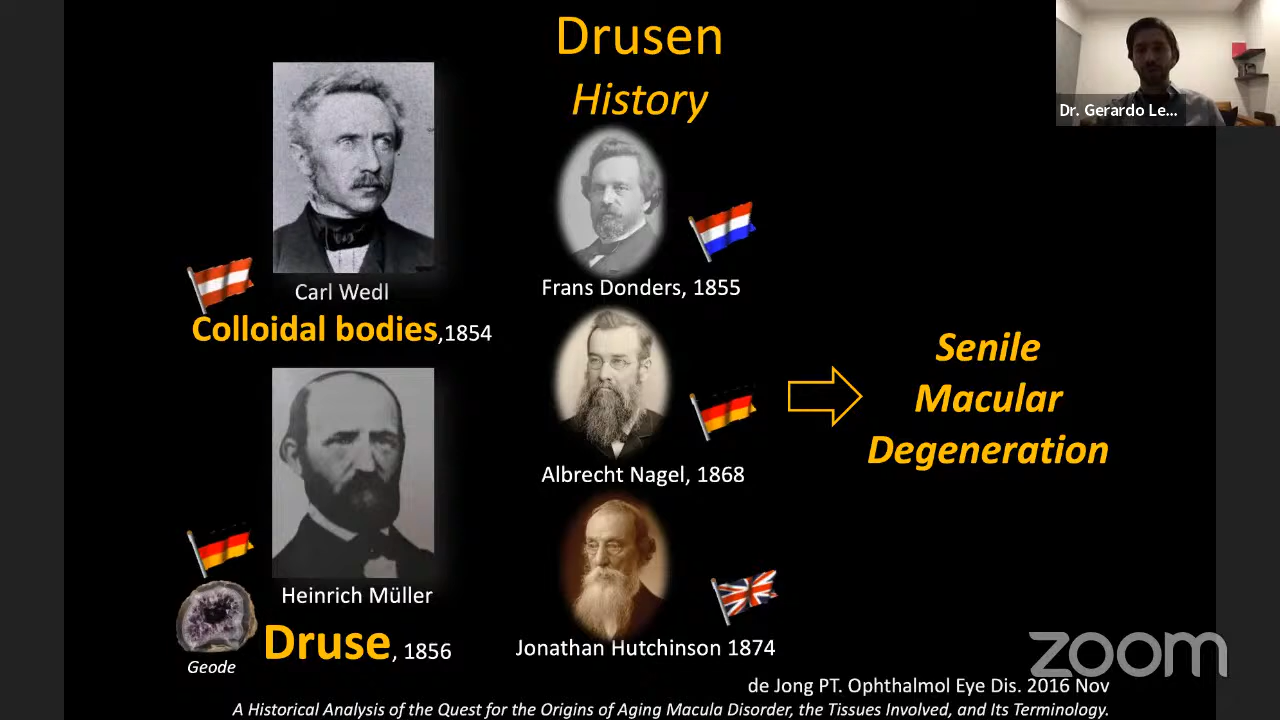 Drusen
History
Dr. Gerardo Le...
Carl Wedl
Colloidal bodies,1854
Frans Donders, 1855
Albrecht Nagel, 1868
Senile
Macular
Degeneration
Heinrich Müller
Druse, 1856
Geode
Jonathan Hutchinson 1874
zoom
de Jong PT. Ophthalmol Eye Dis. 2016 Nov
A Historical Analysis of the Quest for the Origins of Aging Macula Disorder, the Tissues Involved, and Its Terminology.